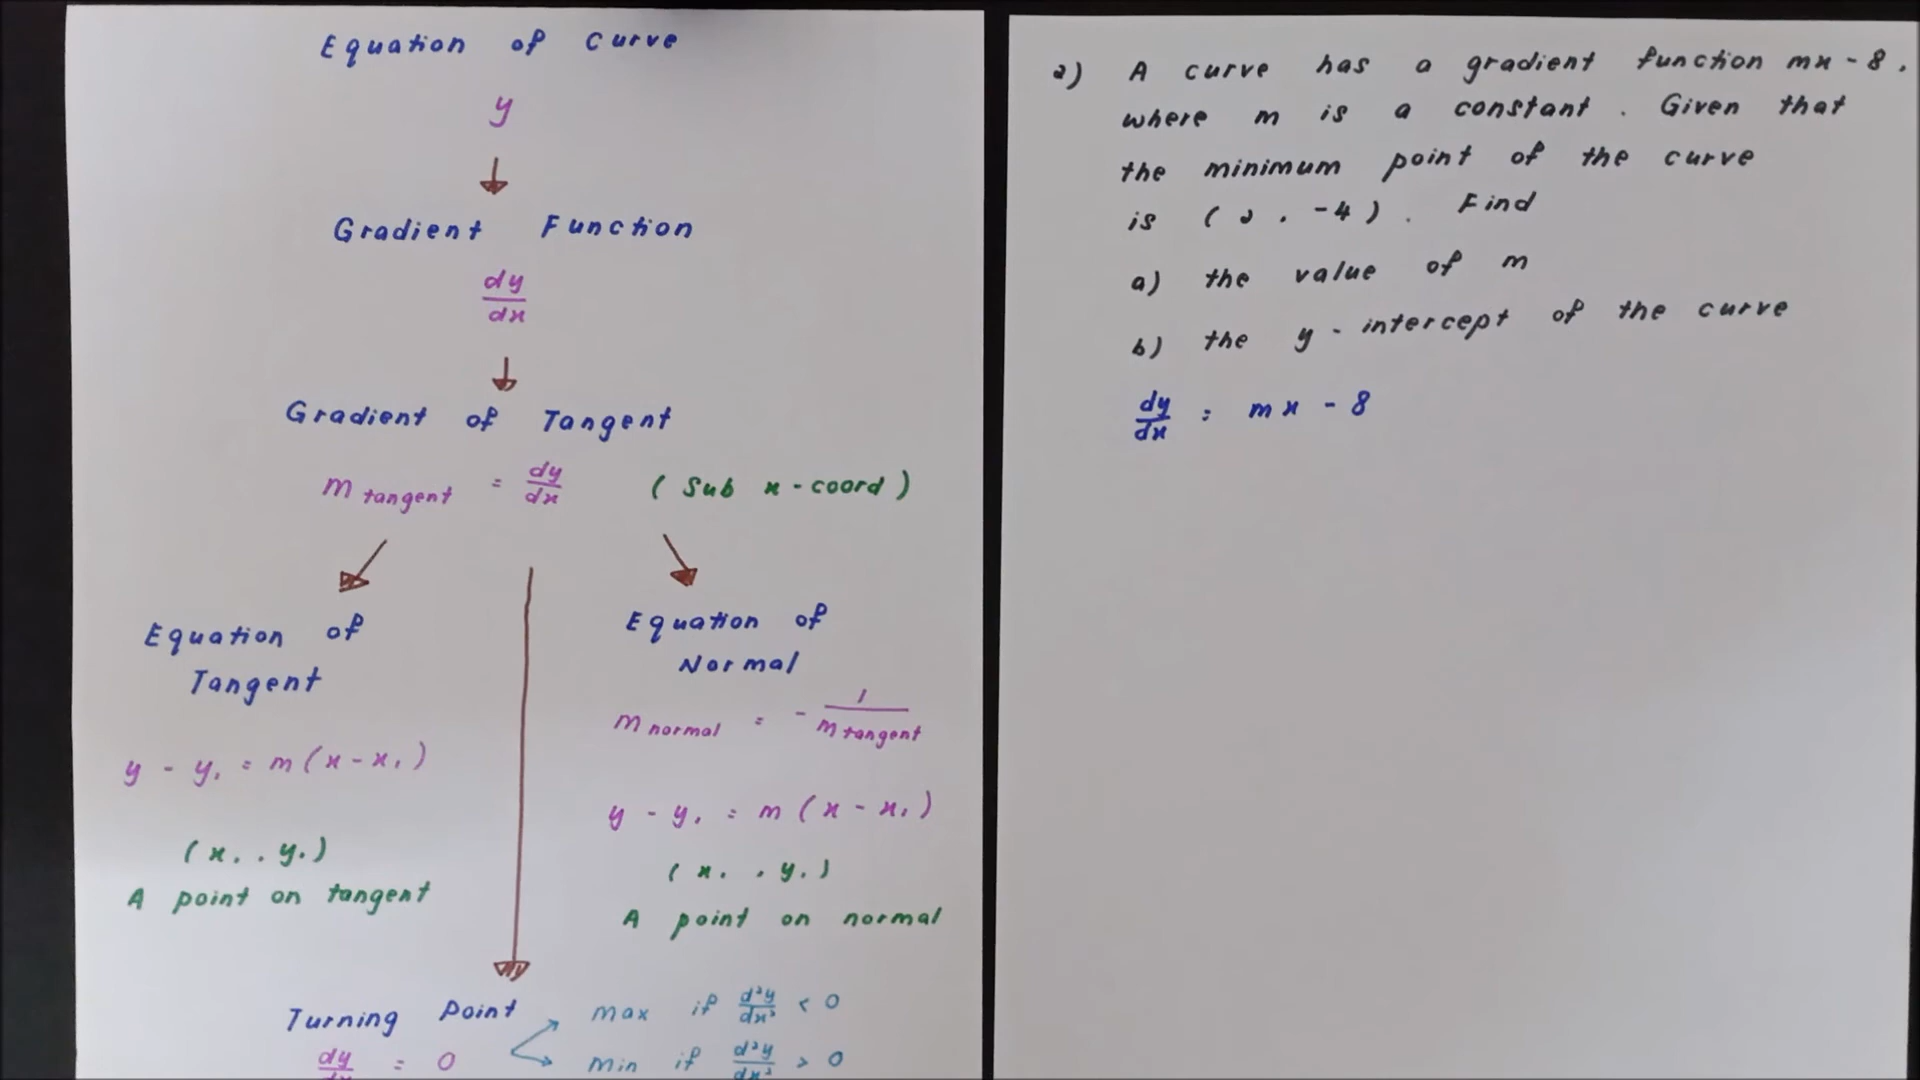 Equation of curve
y
Gradient Function
dy/dx
Gradient of Tangent
m tangent = dy/dx (Sub x-coord)
Equation of
Tangent
y - y₁ = m(x - x₁)
(x₁, y₁)
A point on tangent
Equation of
Normal
m normal = - 1/m tangent
y - y₁ = m(x - x₁)
(x₁, y₁)
A point on normal
Turning Point
dy/dx = 0
max if d²y/dx² < 0
min if d²y/dx² > 0
2) A curve has a gradient function mx - 8,
where m is a constant. Given that
the minimum point of the curve
is (2, -4). Find
a) the value of m
b) the y-intercept of the curve
dy/dx = mx - 8